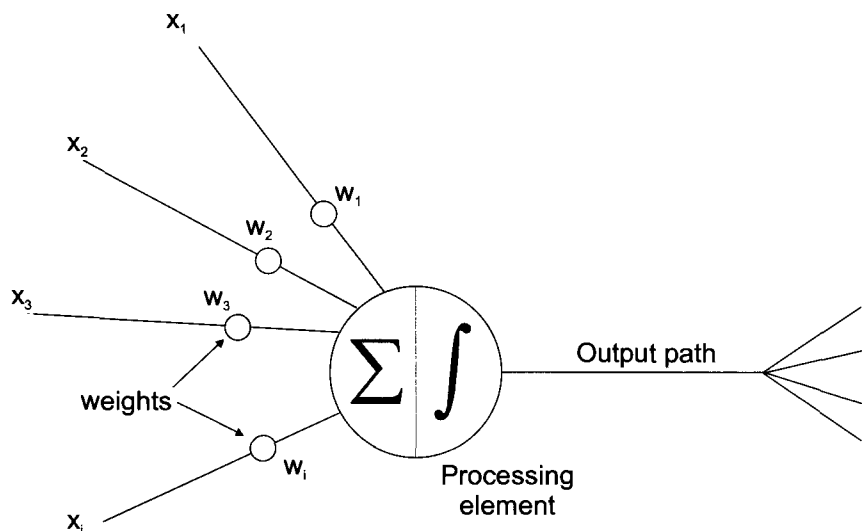 x₁
x₂
w₁
w₂
x₃
w₃
Σ ∫
Output path
weights
wᵢ
Processing
element
xᵢ